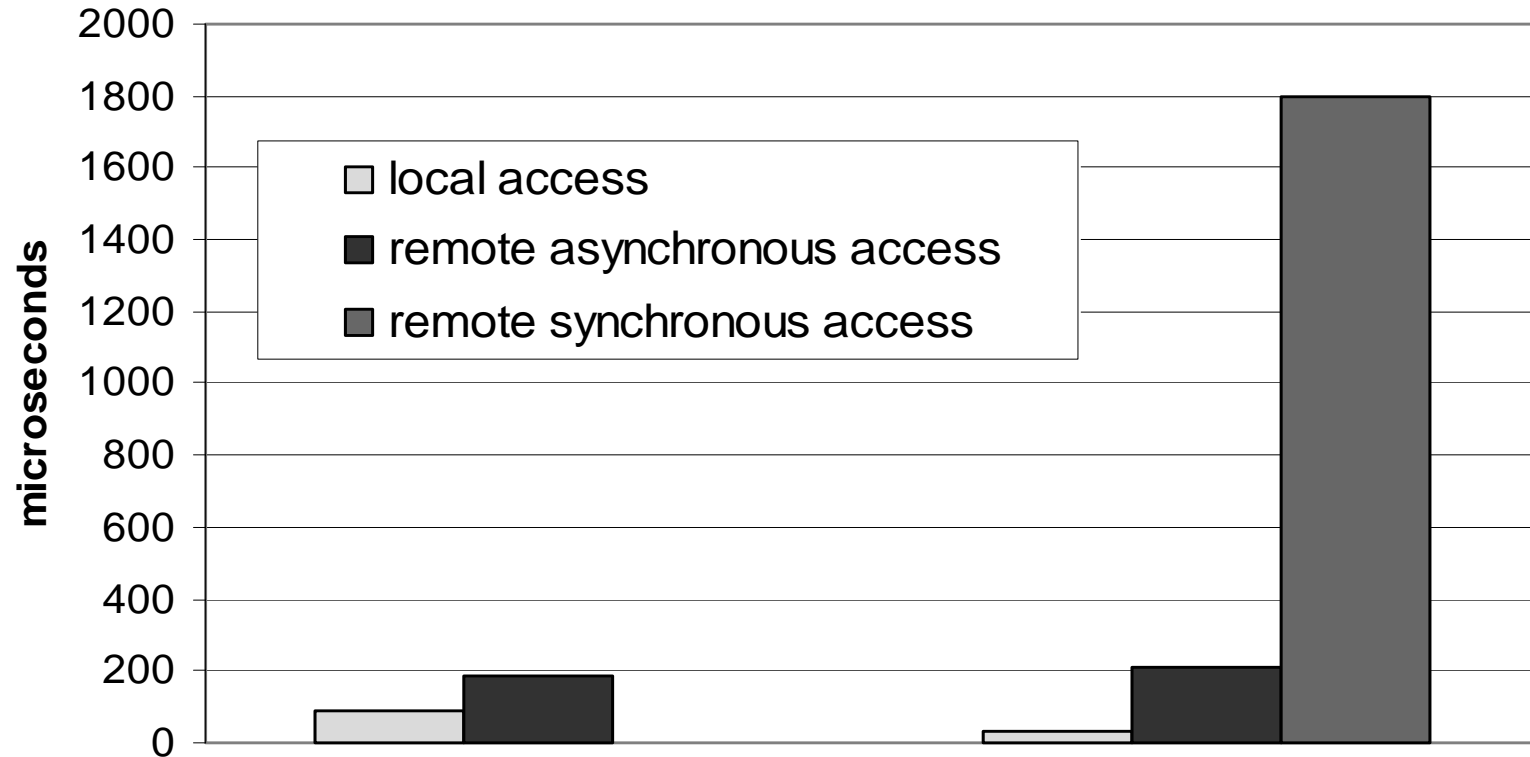 2000
1800
1600
1400
1200
1000
800
600
400
200
0
microseconds
local access
remote asynchronous access
remote synchronous access